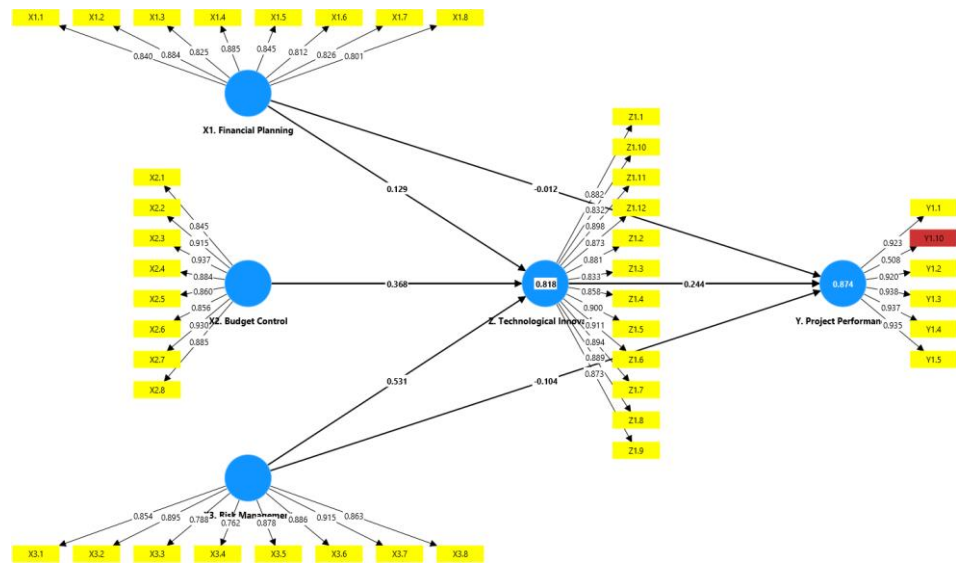 X1.1 X1.2 X1.3 X1.4 X1.5 X1.6 X1.7 X1.8
0.840 0.884 0.825 0.885 0.845 0.812 0.826 0.801
X1. Financial Planning
0.129
-0.012
X2.1
X2.2
X2.3
X2.4
X2.5
X2.6
X2.7
X2.8
0.845
0.915
0.937
0.884
0.860
0.856
0.930
0.885
X2. Budget Control
0.368
Z1.1
Z1.10
Z1.11
Z1.12
Z1.2
Z1.3
Z1.4
Z1.5
Z1.6
Z1.7
Z1.8
Z1.9
0.882
0.832
0.898
0.873
0.881
0.833
0.858
0.900
0.911
0.894
0.889
0.873
0.818
Z. Technological Innova
0.244
0.874
Y. Project Performan
Y1.1
Y1.10
Y1.2
Y1.3
Y1.4
Y1.5
0.923
0.508
0.920
0.938
0.937
0.935
0.531
-0.104
X3. Risk Management
0.854 0.895 0.788 0.762 0.878 0.886 0.915 0.863
X3.1 X3.2 X3.3 X3.4 X3.5 X3.6 X3.7 X3.8